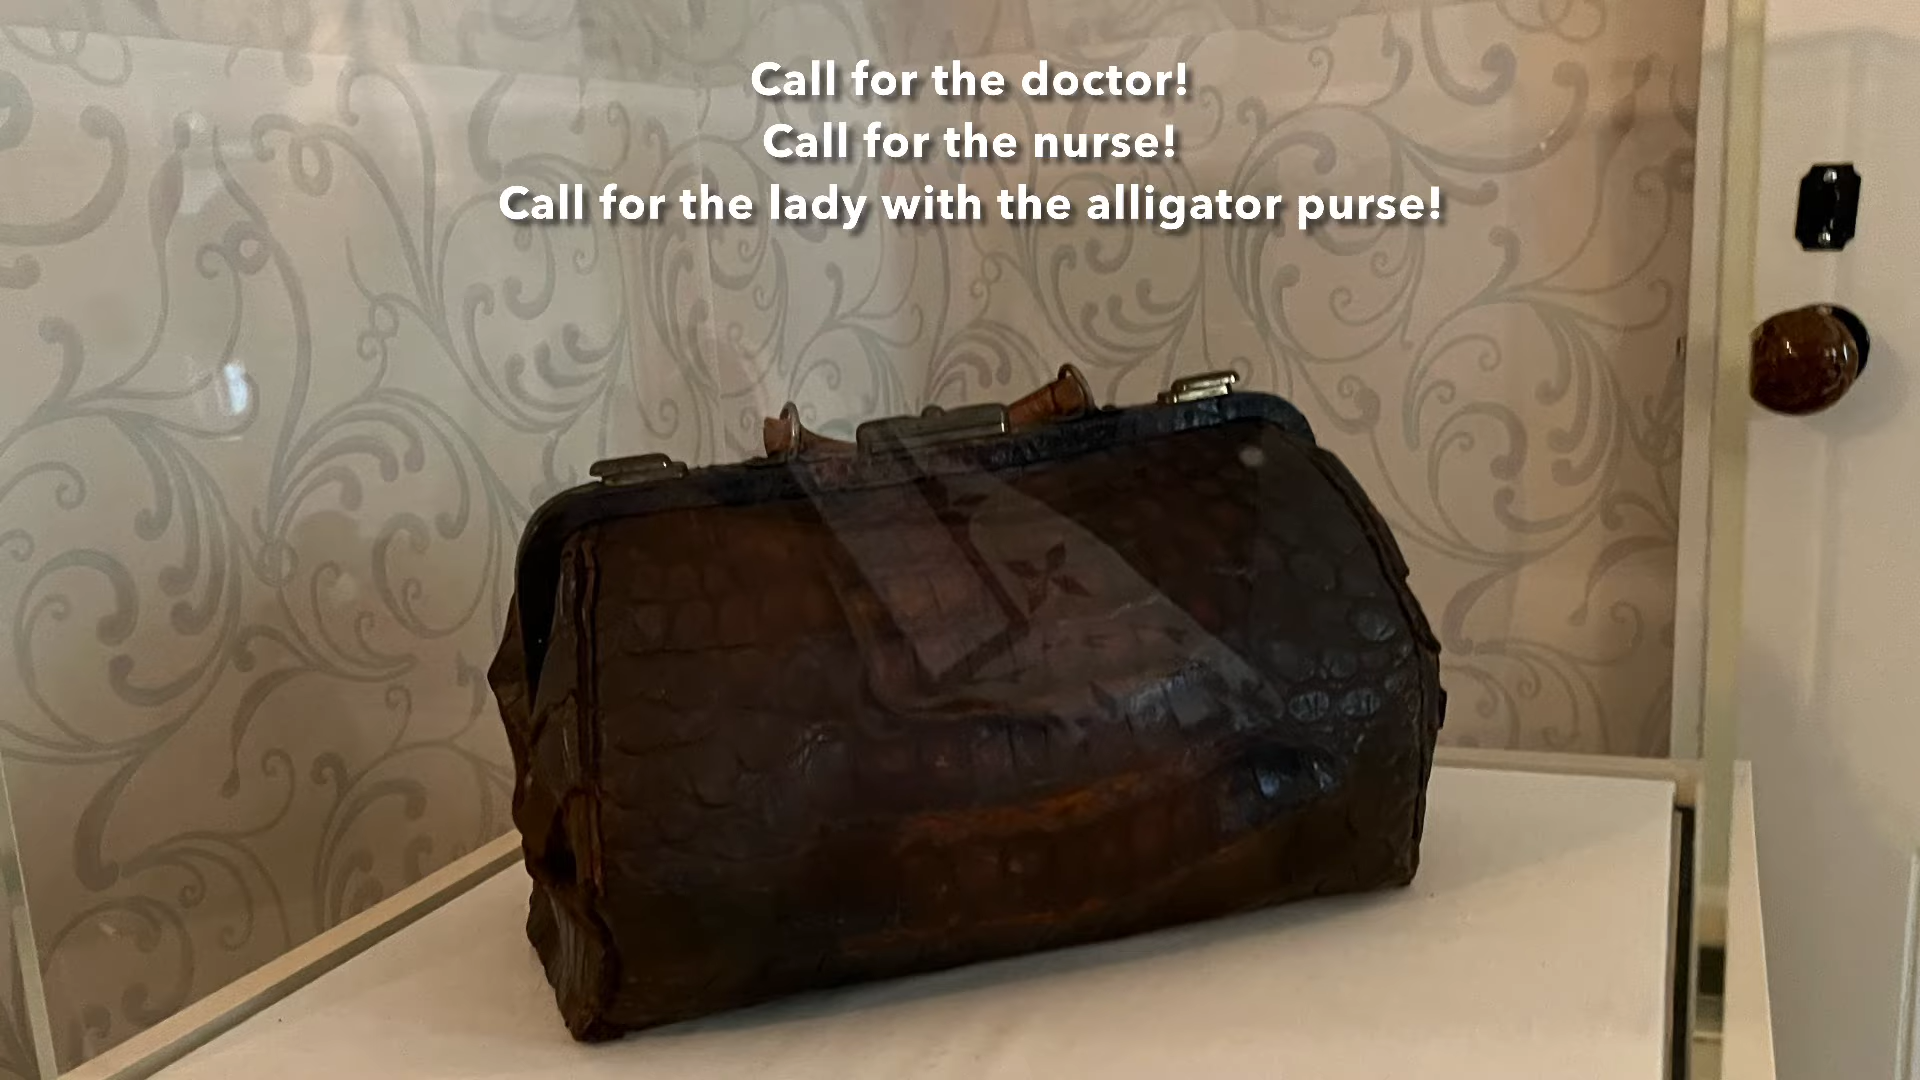 Call for the doctor!
Call for the nurse!
Call for the lady with the alligator purse!